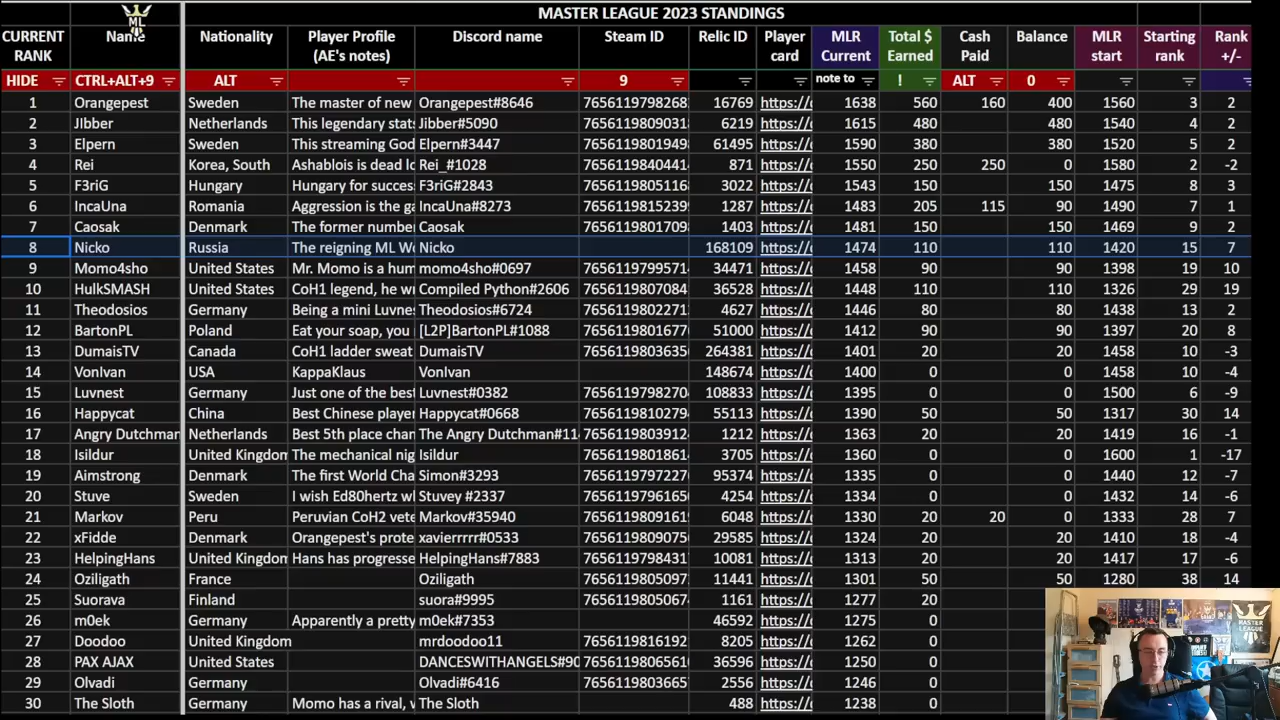 MASTER LEAGUE 2023 STANDINGS
CURRENT RANK Name Nationality Player Profile (AE's notes) Discord name Steam ID Relic ID Player card MLR Current Total $ Earned Cash Paid Balance MLR start Starting rank Rank +/-
HIDE CTRL+ALT+9 ALT 9 note to ! ALT 0
1 Orangepest Sweden The master of new Orangepest#8646 7656119798268 16769 https:// 1638 560 160 400 1560 3 2
2 JIbber Netherlands This legendary stats Jibber#5090 7656119809031 6219 https:// 1615 480 480 1540 4 2
3 Elpern Sweden This streaming God Elpern#3447 7656119801949 61495 https:// 1590 380 380 1520 5 2
4 Rei Korea, South Ashablois is dead lo Rei_#1028 7656119840441 871 https:// 1550 250 250 0 1580 2 -2
5 F3riG Hungary Hungry for succes F3riG#2843 7656119805116 3022 https:// 1543 150 150 1475 8 3
6 IncaUna Romania Aggression is the ga IncaUna#8273 7656119815239 1287 https:// 1483 205 115 90 1490 7 1
7 Caosak Denmark The former number Caosak 7656119801709 1403 https:// 1481 150 150 1469 9 2
8 Nicko Russia The reigning ML W Nicko 168109 https:// 1474 110 110 1420 15 7
9 Momo4sho United States Mr. Momo is a hum momo4sho#0697 7656119799571 34471 https:// 1458 90 90 1398 19 10
10 HulkSMASH United States CoH1 legend, he w Compiled Python#2606 7656119807084 36528 https:// 1448 110 110 1326 29 19
11 Theodosios Germany Being a mini Luvnes Theodosios#6724 7656119802271 4627 https:// 1446 80 80 1438 13 2
12 BartonPL Poland Eat your soap, you [L2P]BartonPL#1088 7656119801677 51000 https:// 1412 90 90 1397 20 8
13 DumaisTV Canada CoH1 ladder sweat DumaisTV 7656119803635 264381 https:// 1401 20 20 1458 10 -3
14 VonIvan USA KappaKlaus VonIvan 148674 https:// 1400 0 0 1458 10 -4
15 Luvnest Germany Just one of the best Luvnest#0382 7656119798270 108833 https:// 1395 0 0 1500 6 -9
16 Happycat China Best Chinese player Happycat#0668 7656119810279 55113 https:// 1390 50 50 1317 30 14
17 Angry Dutchman Netherlands Best 5th place chan The Angry Dutchman#11 7656119803912 1212 https:// 1363 20 20 1419 16 -1
18 Isildur United Kingdom The mechanical nig Isildur 7656119801861 3705 https:// 1360 0 0 1600 1 -17
19 Aimstrong Denmark The first World Cha Simon#3293 7656119797227 95374 https:// 1335 0 0 1440 12 -7
20 Stuve Sweden I wish Ed80hertz w Stuvey #2337 7656119796165 4254 https:// 1334 0 0 1432 14 -6
21 Markov Peru Peruvian CoH2 vete Markov#35940 7656119809161 6048 https:// 1330 20 20 0 1333 28 7
22 xFidde Denmark Orangepest's prote xavierrrrr#0533 7656119809075 29585 https:// 1324 20 20 1410 18 -4
23 HelpingHans United Kingdom Hans has progresse HelpingHans#7883 7656119798431 10081 https:// 1313 20 20 1417 17 -6
24 Oziligath France Oziligath 7656119805097 11441 https:// 1301 50 50 1280 38 14
25 Suorava Finland suora#9995 7656119805067 1161 https:// 1277 20
26 m0ek Germany Apparently a pretty m0ek#7353 46592 https:// 1275 0
27 Doodoo United Kingdom mrdoodoo11 7656119816192 8205 https:// 1262 0
28 PAX AJAX United States DANCESWITHANGELS#90 7656119806561 36596 https:// 1250 0
29 Olvadi Germany Olvadi#6416 7656119803665 2556 https:// 1246 0
30 The Sloth Germany Momo has a rival, The Sloth 488 https:// 1238 0
MASTER LEAGUE